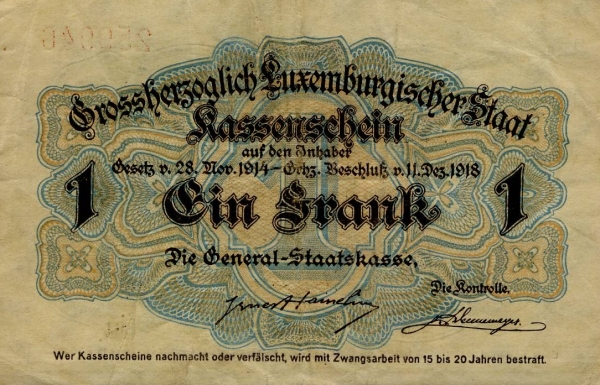 Grossherzoglich Luxemburgischer Staat
Kassenschein
auf den Inhaber
Gesetz v. 28. Nov. 1914 – Grhz. Beschluß v. 11. Dez. 1918
1 Ein Frank 1
Die General-Staatskasse,
Die Kontrolle,
Wer Kassenscheine nachmacht oder verfälscht, wird mit Zwangsarbeit von 15 bis 20 Jahren bestraft.